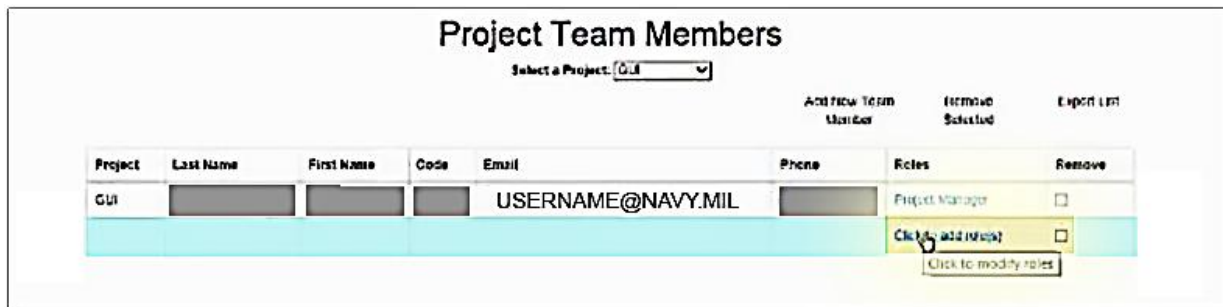 Project Team Members
Select a Project: GUI
Add New Team Member
Remove Selected
Export List
Project Last Name First Name Code Email Phone Roles Remove
GUI USERNAME@NAVY.MIL Project Manager
Click to add role(s)
Click to modify roles